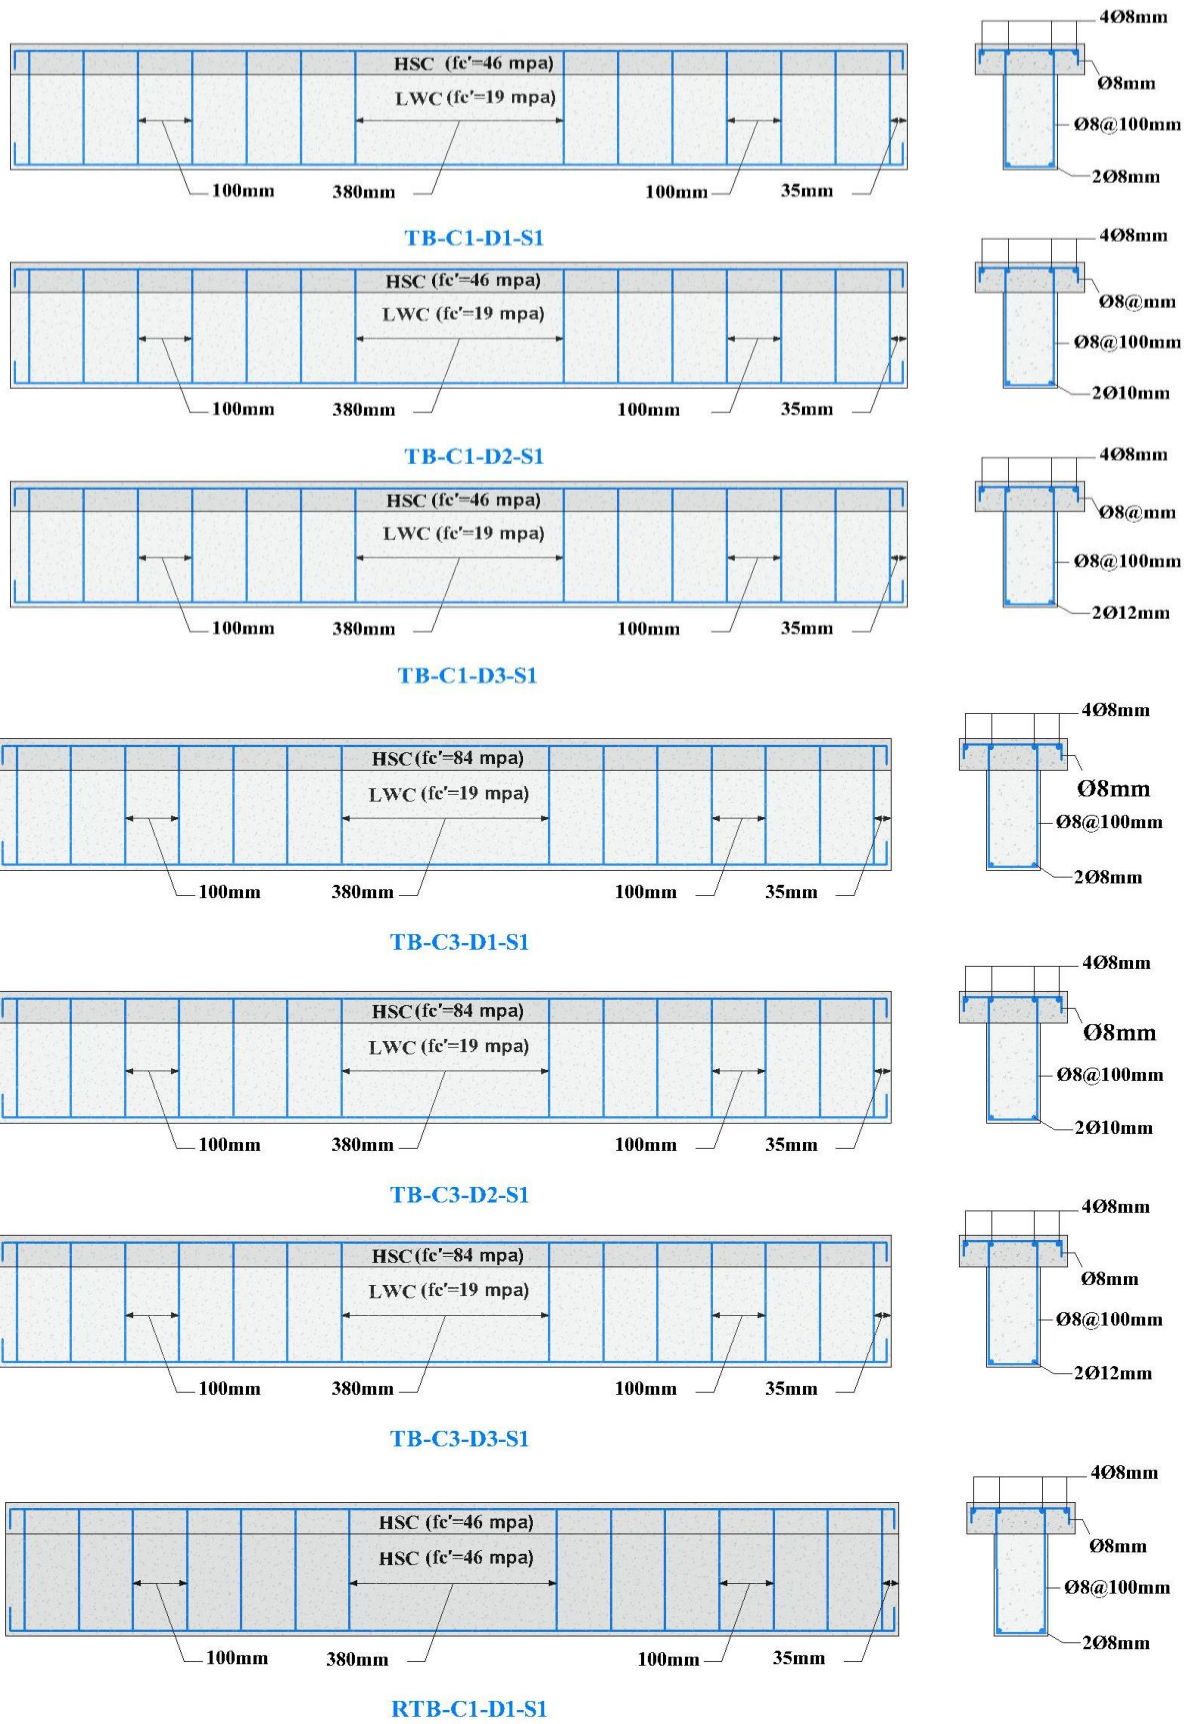 4Ø8mm
HSC (fc'=46 mpa)
Ø8mm
LWC (fc'=19 mpa)
Ø8@100mm
2Ø8mm
100mm 380mm 100mm 35mm
TB-C1-D1-S1
4Ø8mm
HSC (fc'=46 mpa)
Ø8@mm
LWC (fc'=19 mpa)
Ø8@100mm
2Ø10mm
100mm 380mm 100mm 35mm
TB-C1-D2-S1
4Ø8mm
HSC (fc'=46 mpa)
Ø8@mm
LWC (fc'=19 mpa)
Ø8@100mm
2Ø12mm
100mm 380mm 100mm 35mm
TB-C1-D3-S1
4Ø8mm
HSC(fc'=84 mpa)
Ø8mm
LWC (fc'=19 mpa)
Ø8@100mm
2Ø8mm
100mm 380mm 100mm 35mm
TB-C3-D1-S1
4Ø8mm
HSC(fc'=84 mpa)
Ø8mm
LWC (fc'=19 mpa)
Ø8@100mm
2Ø10mm
100mm 380mm 100mm 35mm
TB-C3-D2-S1
4Ø8mm
HSC(fc'=84 mpa)
Ø8mm
LWC (fc'=19 mpa)
Ø8@100mm
2Ø12mm
100mm 380mm 100mm 35mm
TB-C3-D3-S1
4Ø8mm
HSC (fc'=46 mpa)
Ø8mm
HSC (fc'=46 mpa)
Ø8@100mm
2Ø8mm
100mm 380mm 100mm 35mm
RTB-C1-D1-S1